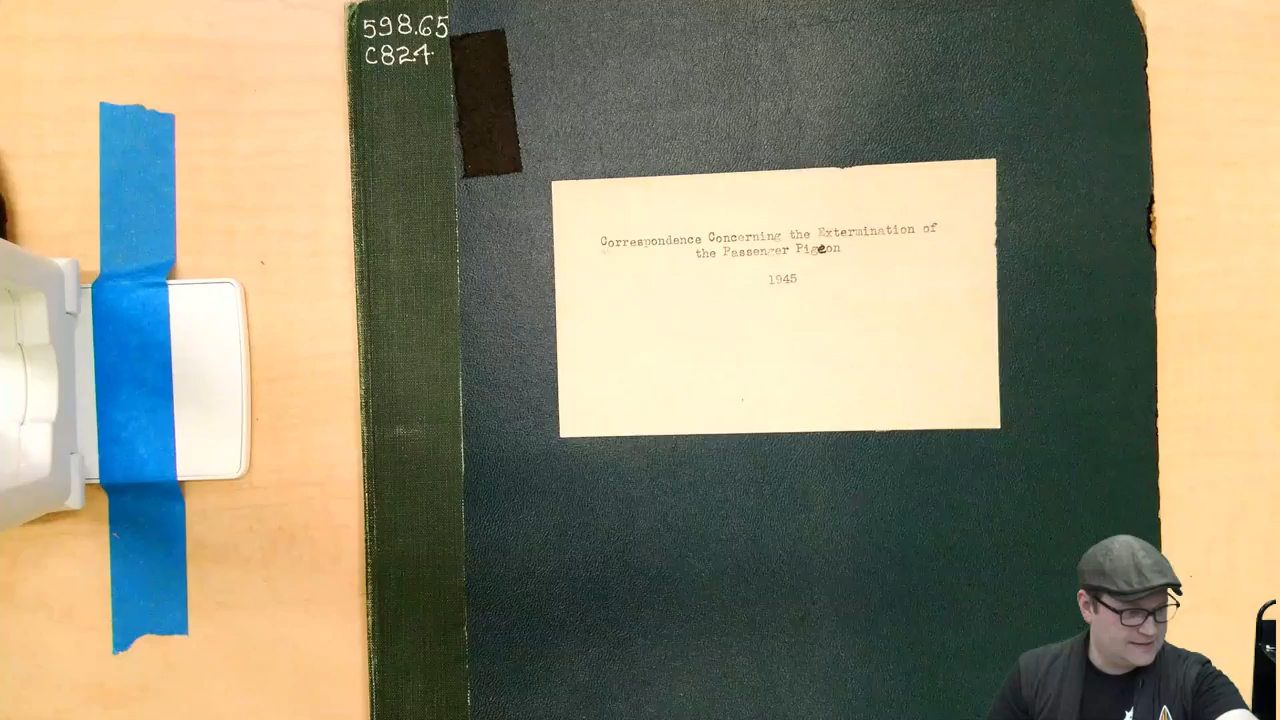 598.65
C824
Correspondence Concerning the Extermination of
the Passenger Pigeon
1945